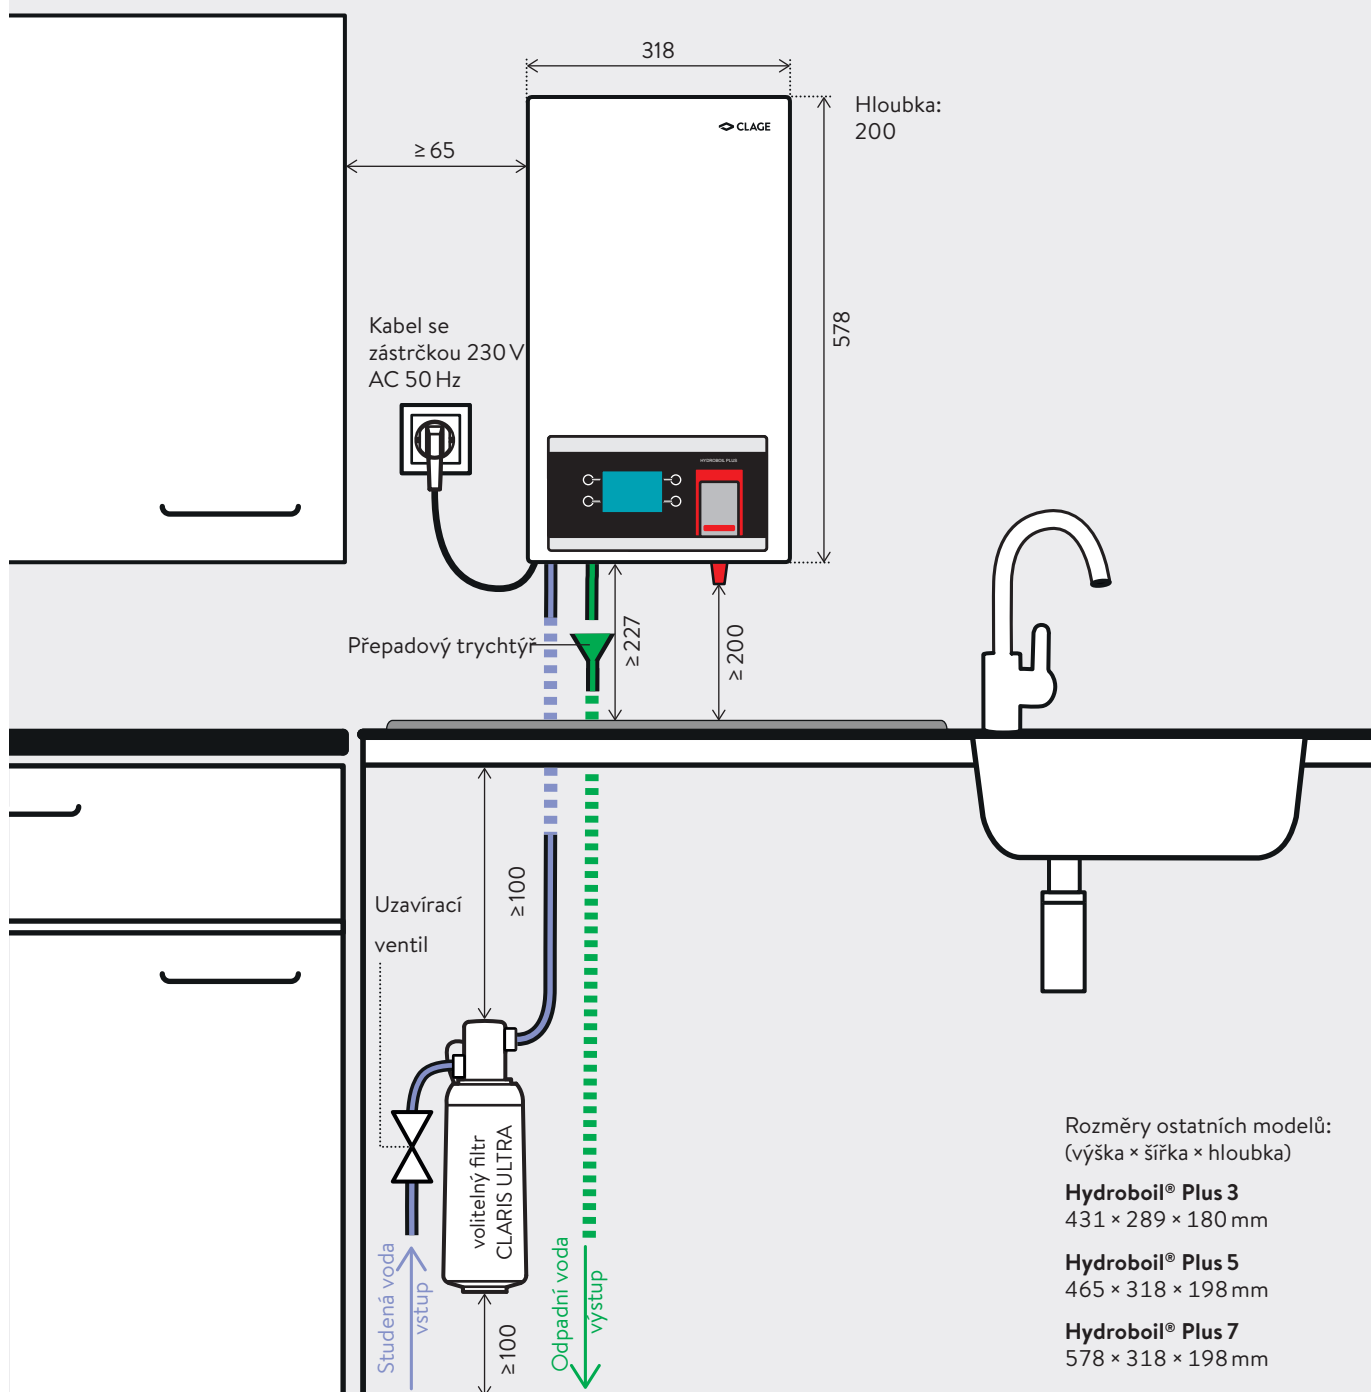 318
CLAGE
Hloubka:
200
≥ 65
578
Kabel se
zástrčkou 230 V
AC 50 Hz
HYDROBOIL PLUS
Přepadový trychtýř
≥ 227
≥ 200
≥ 100
Uzavírací
ventil
volitelný filtr
CLARIS ULTRA
Studená voda
vstup
Odpadní voda
výstup
≥ 100
Rozměry ostatních modelů:
(výška × šířka × hloubka)
Hydroboil® Plus 3
431 × 289 × 180 mm
Hydroboil® Plus 5
465 × 318 × 198 mm
Hydroboil® Plus 7
578 × 318 × 198 mm